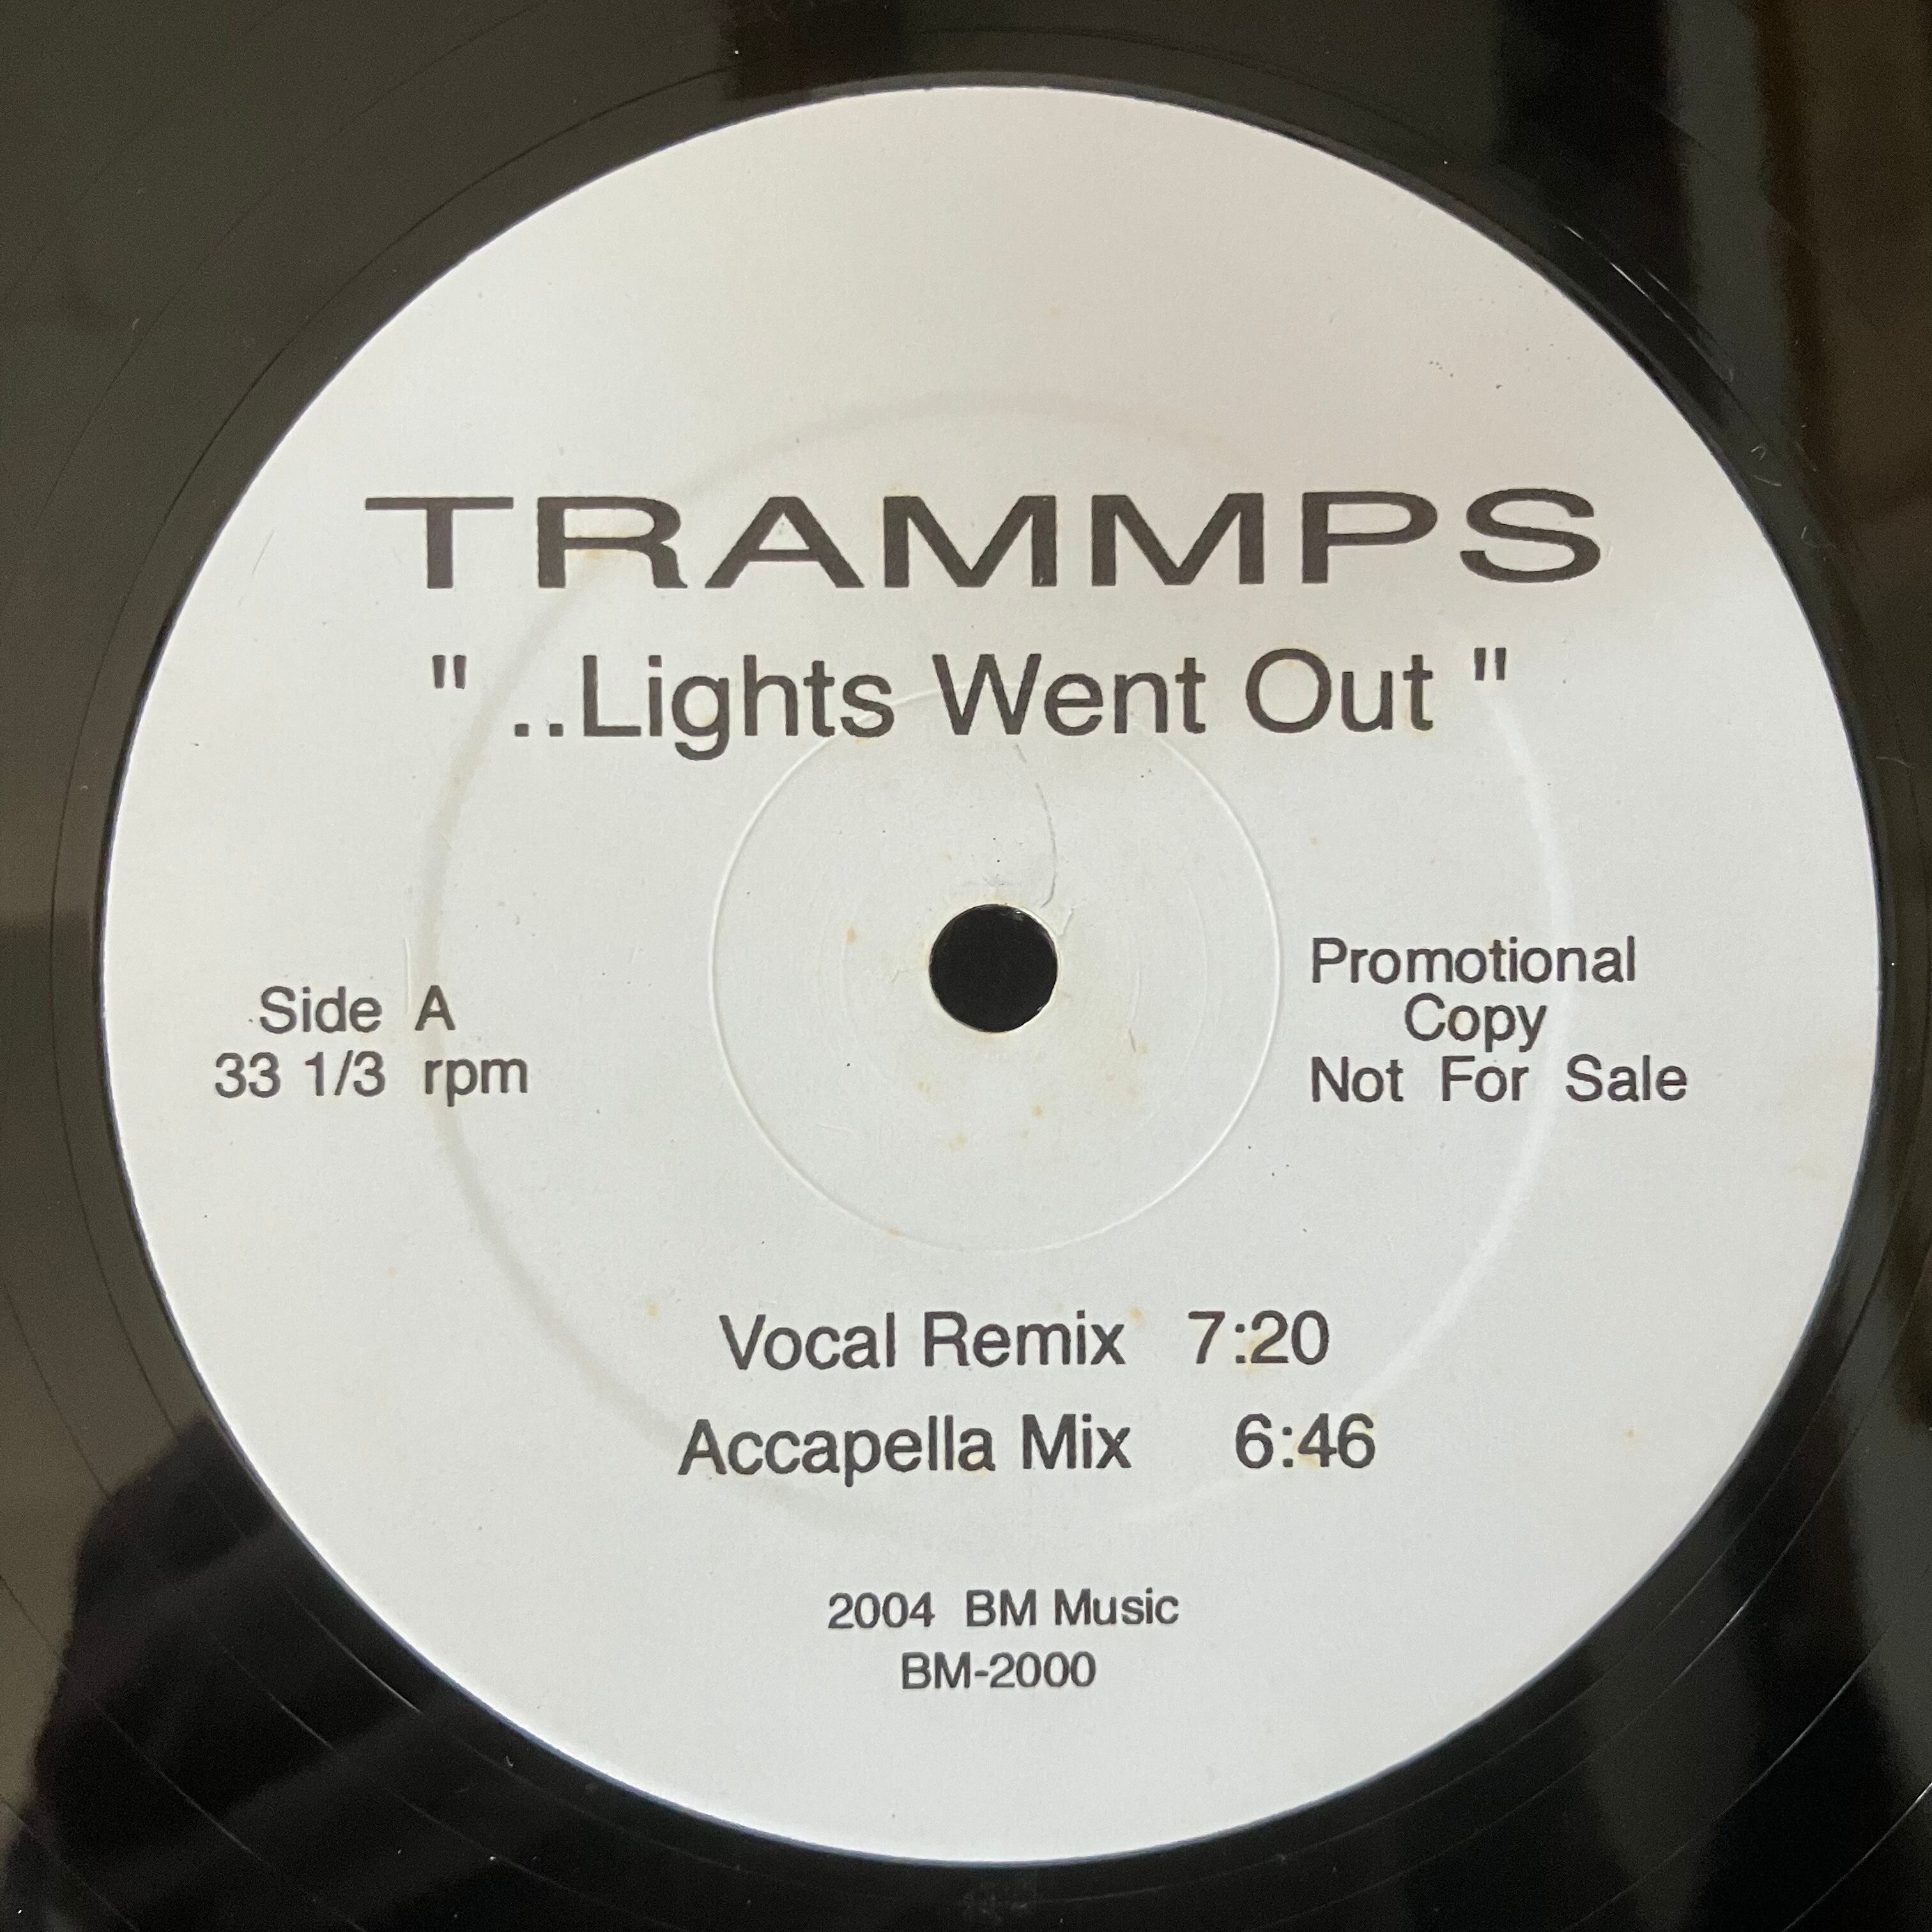 TRAMMPS
" ..Lights Went Out "
Side A
33 1/3 rpm
Promotional
Copy
Not For Sale
Vocal Remix 7:20
Accapella Mix 6:46
2004 BM Music
BM-2000